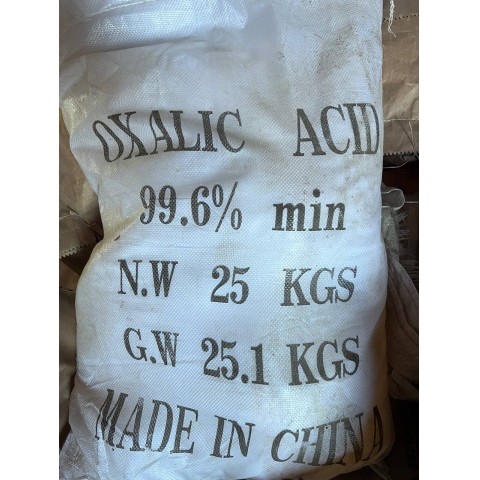 OXALIC ACID
99.6% min
N.W 25 KGS
G.W 25.1 KGS
MADE IN CHINA